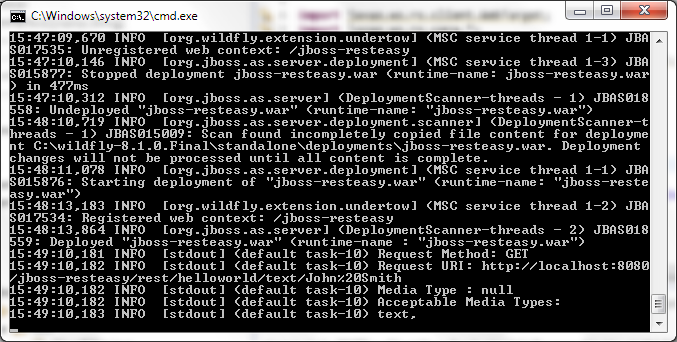 C:\Windows\system32\cmd.exe
15:47:09,670 INFO  [org.wildfly.extension.undertow] (MSC service thread 1-1) JBA
S017535: Unregistered web context: /jboss-resteasy
15:47:10,146 INFO  [org.jboss.as.server.deployment] (MSC service thread 1-3) JBA
S015877: Stopped deployment jboss-resteasy.war (runtime-name: jboss-resteasy.war
) in 477ms
15:47:10,312 INFO  [org.jboss.as.server] (DeploymentScanner-threads - 1) JBAS018
558: Undeployed "jboss-resteasy.war" (runtime-name: "jboss-resteasy.war")
15:48:10,719 INFO  [org.jboss.as.server.deployment.scanner] (DeploymentScanner-t
hreads - 1) JBAS015009: Scan found incompletely copied file content for deployme
nt C:\wildfly-8.1.0.Final\standalone\deployments\jboss-resteasy.war. Deployment
changes will not be processed until all content is complete.
15:48:11,078 INFO  [org.jboss.as.server.deployment] (MSC service thread 1-1) JBA
S015876: Starting deployment of "jboss-resteasy.war" (runtime-name: "jboss-reste
asy.war")
15:48:13,183 INFO  [org.wildfly.extension.undertow] (MSC service thread 1-2) JBA
S017534: Registered web context: /jboss-resteasy
15:48:13,864 INFO  [org.jboss.as.server] (DeploymentScanner-threads - 2) JBAS018
559: Deployed "jboss-resteasy.war" (runtime-name : "jboss-resteasy.war")
15:49:10,181 INFO  [stdout] (default task-10) Request Method: GET
15:49:10,182 INFO  [stdout] (default task-10) Request URI: http://localhost:8080
/jboss-resteasy/rest/helloworld/text/John%20Smith
15:49:10,182 INFO  [stdout] (default task-10) Media Type : null
15:49:10,182 INFO  [stdout] (default task-10) Acceptable Media Types:
15:49:10,183 INFO  [stdout] (default task-10) text,